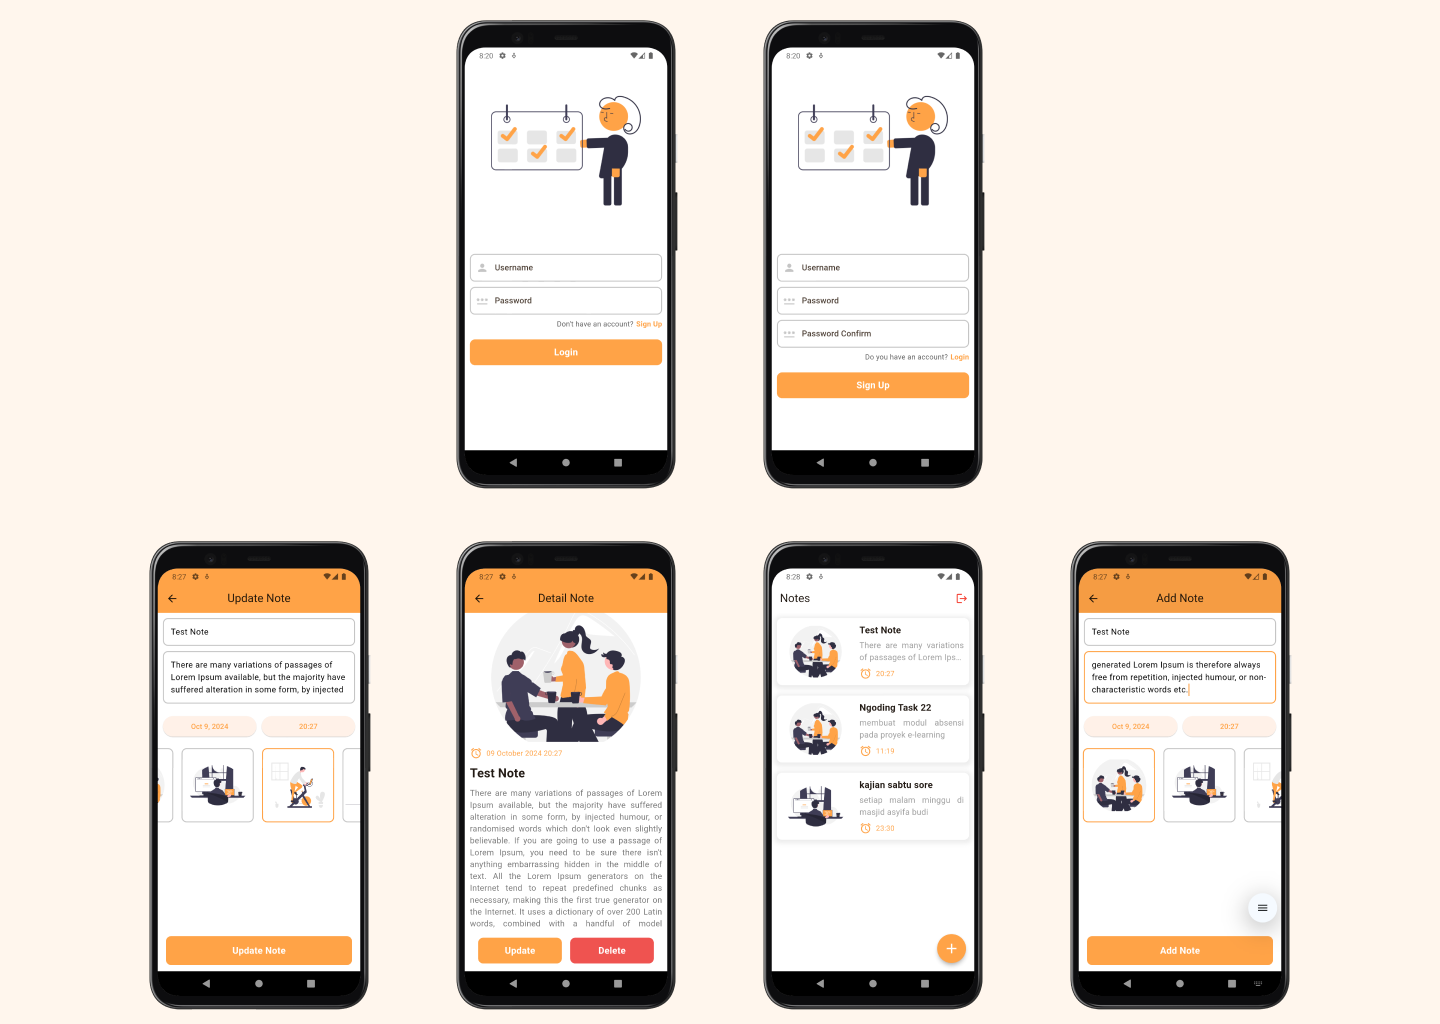 8:20
Username
Password
Don't have an account? Sign Up
Login
8:20
Username
Password
Password Confirm
Do you have an account? Login
Sign Up
8:27
Update Note
Test Note
There are many variations of passages of
Lorem Ipsum available, but the majority have
suffered alteration in some form, by injected
Oct 9, 2024
20:27
Update Note
8:27
Detail Note
09 October 2024 20:27
Test Note
There are many variations of passages of Lorem
Ipsum available, but the majority have suffered
alteration in some form, by injected humour, or
randomised words which don't look even slightly
believable. If you are going to use a passage of
Lorem Ipsum, you need to be sure there isn't
anything embarrassing hidden in the middle of
text. All the Lorem Ipsum generators on the
Internet tend to repeat predefined chunks as
necessary, making this the first true generator on
the Internet. It uses a dictionary of over 200 Latin
words, combined with a handful of model
Update
Delete
8:28
Notes
Test Note
There are many variations
of passages of Lorem Ips...
20:27
Ngoding Task 22
membuat modul absensi
pada proyek e-learning
11:19
kajian sabtu sore
setiap malam minggu di
masjid asyifa budi
23:30
8:27
Add Note
Test Note
generated Lorem Ipsum is therefore always
free from repetition, injected humour, or non-
characteristic words etc.
Oct 9, 2024
20:27
Add Note